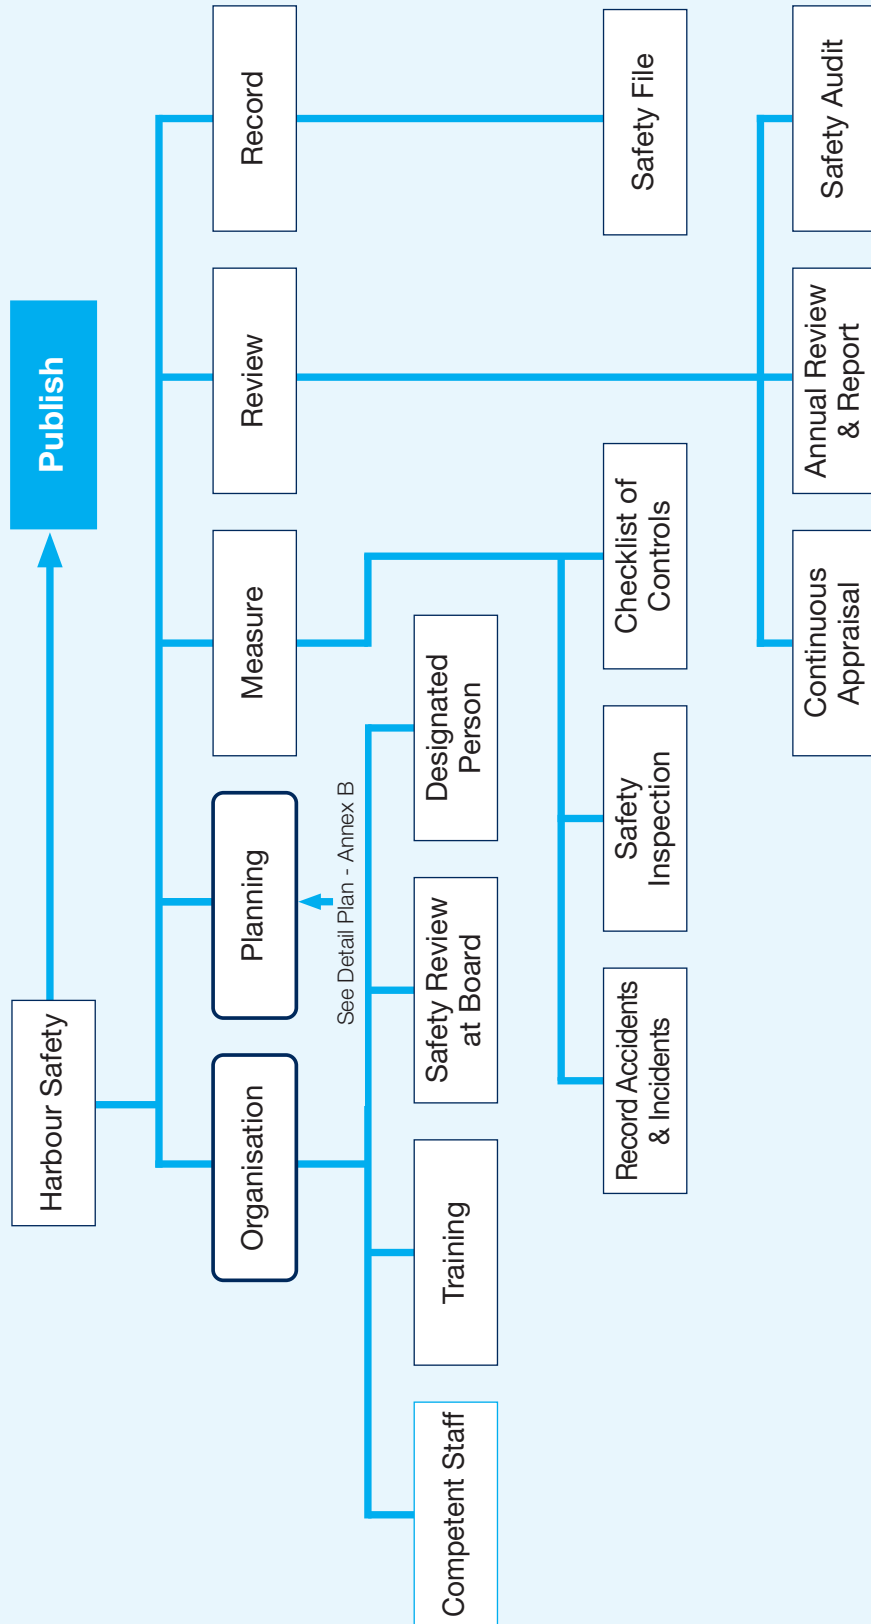 Harbour Safety
Publish
Organisation
Planning
Measure
Review
Record
See Detail Plan - Annex B
Competent Staff
Training
Safety Review
at Board
Designated
Person
Record Accidents
& Incidents
Safety
Inspection
Checklist of
Controls
Safety File
Continuous
Appraisal
Annual Review
& Report
Safety Audit